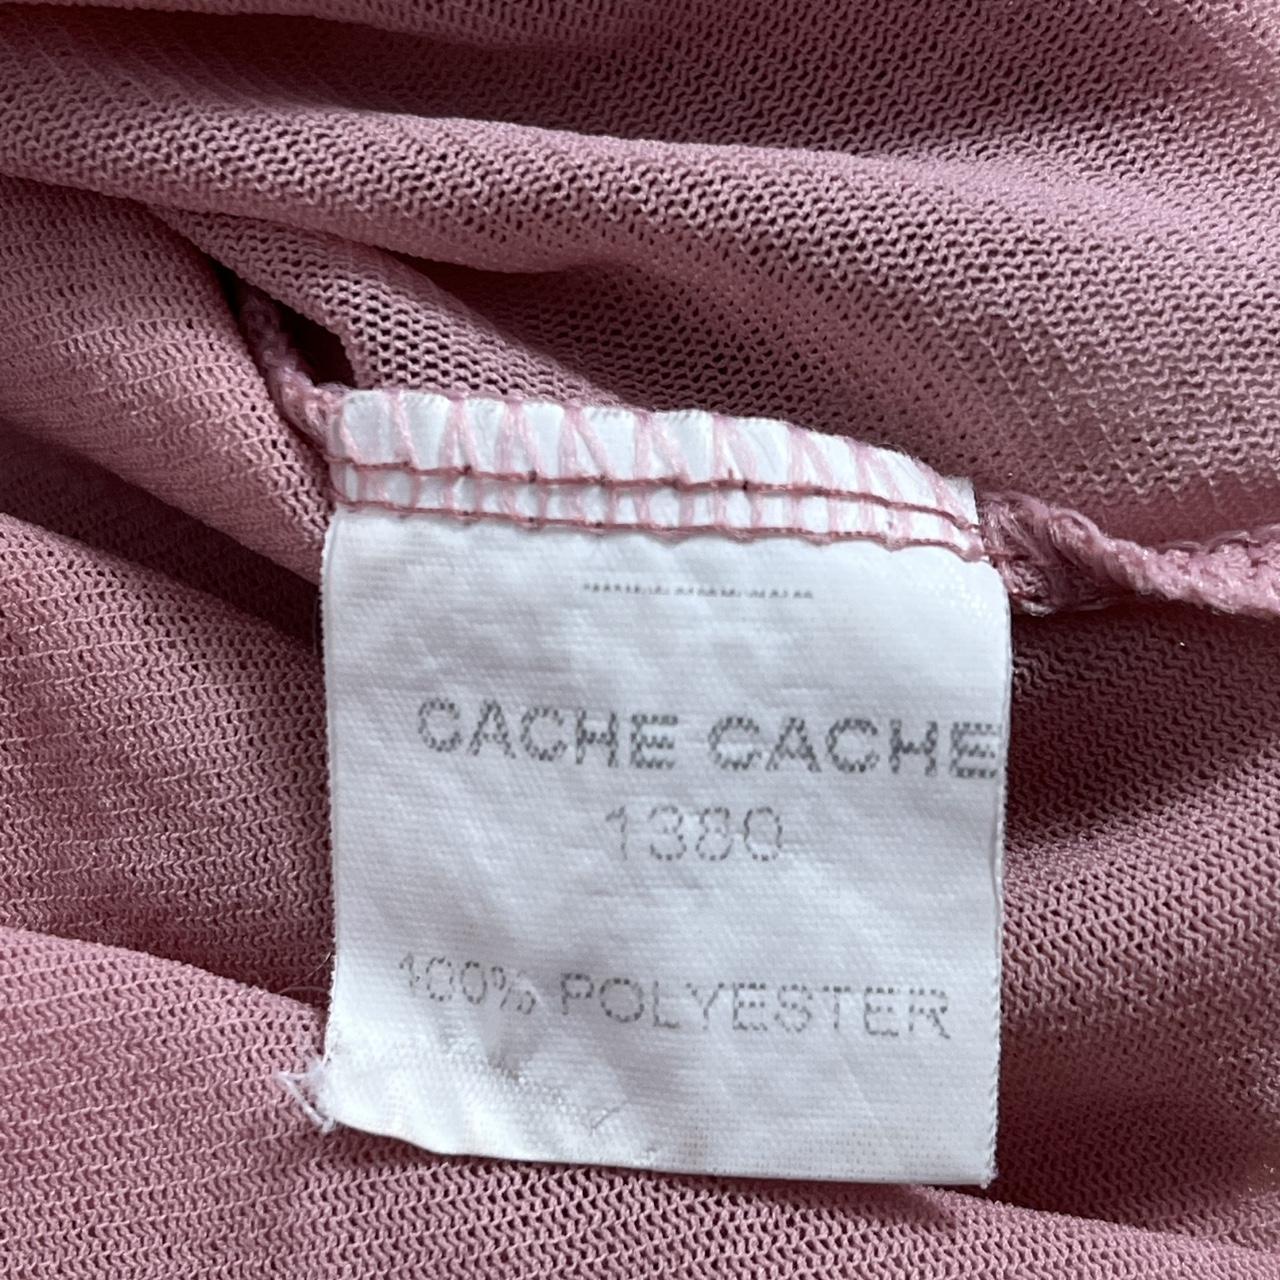 CACHE CACHE
1380
100% POLYESTER